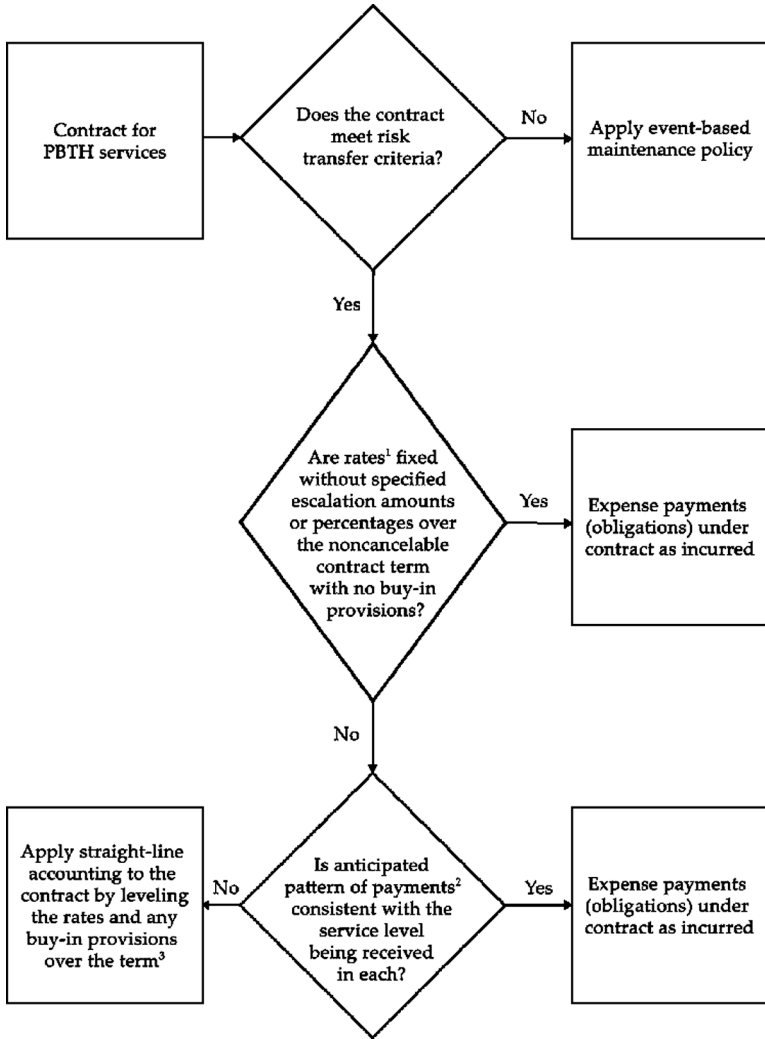 Contract for
PBTH services
Does the contract
meet risk
transfer criteria?
No
Apply event-based
maintenance policy
Yes
Are rates¹ fixed
without specified
escalation amounts
or percentages over
the noncancelable
contract term
with no buy-in
provisions?
Yes
Expense payments
(obligations) under
contract as incurred
No
Apply straight-line
accounting to the
contract by leveling
the rates and any
buy-in provisions
over the term³
No
Is anticipated
pattern of payments²
consistent with the
service level
being received
in each?
Yes
Expense payments
(obligations) under
contract as incurred